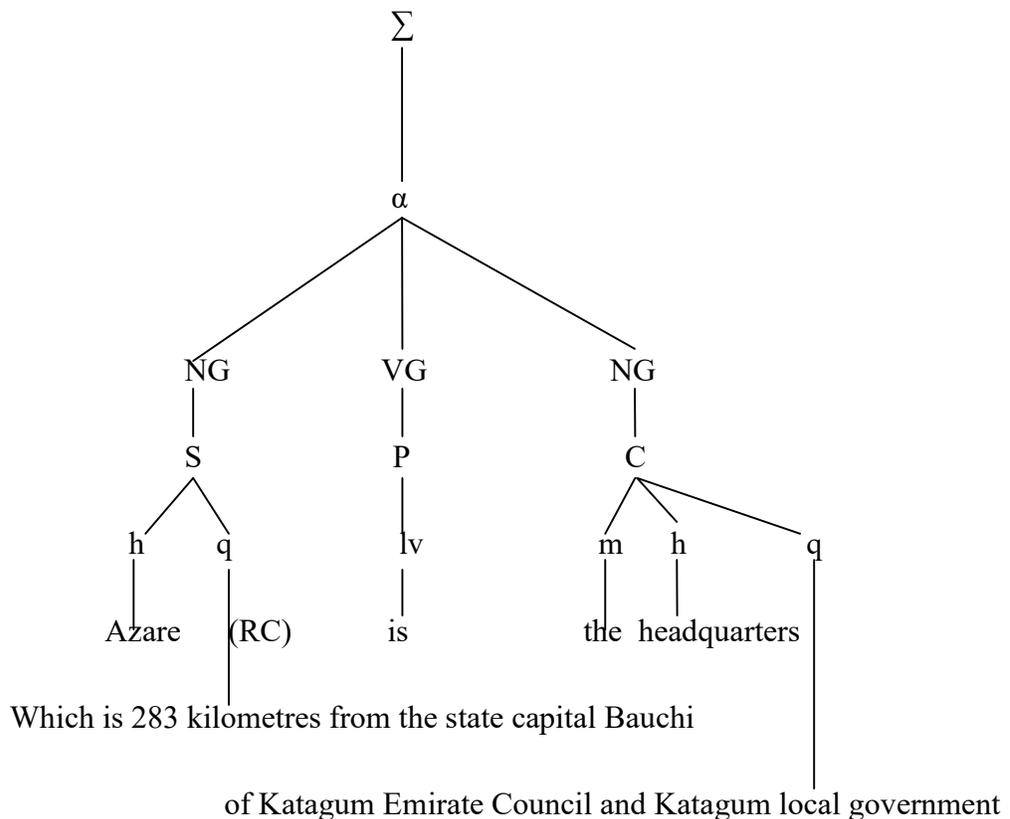 ∑
α
NG VG NG
S P C
h q lv m h q
Azare (RC) is the headquarters
Which is 283 kilometres from the state capital Bauchi
of Katagum Emirate Council and Katagum local government